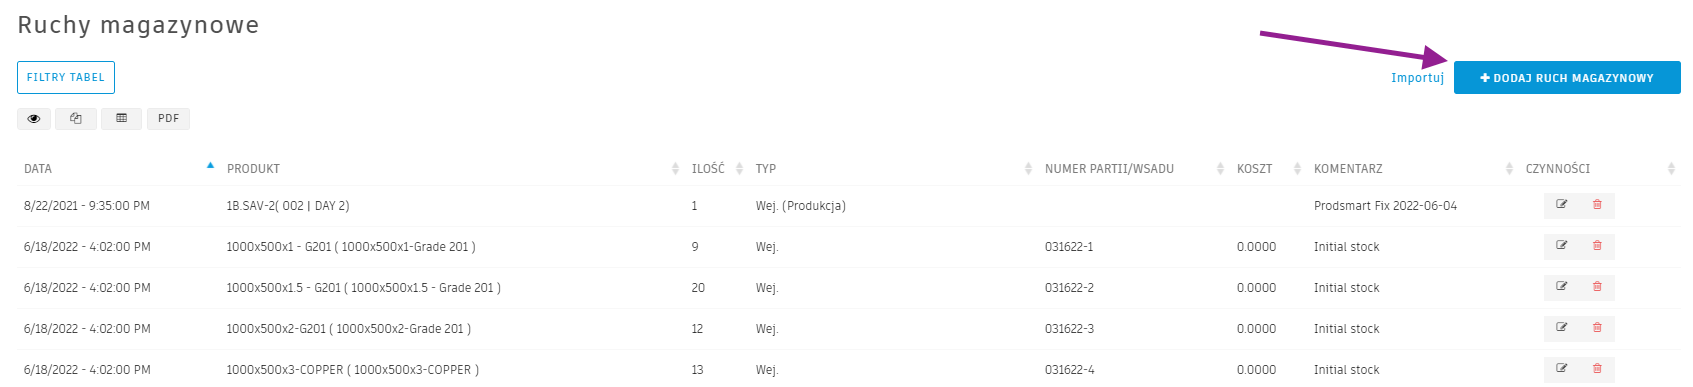 Ruchy magazynowe
FILTRY TABEL
Importuj
DODAJ RUCH MAGAZYNOWY
PDF
DATA PRODUKT ILOŚĆ TYP NUMER PARTII/WSADU KOSZT KOMENTARZ CZYNNOŚCI
8/22/2021 - 9:35:00 PM 1B.SAV-2( 002 | DAY 2) 1 Wej. (Produkcja) Prodsmart Fix 2022-06-04
6/18/2022 - 4:02:00 PM 1000x500x1 - G201 ( 1000x500x1-Grade 201 ) 9 Wej. 031622-1 0.0000 Initial stock
6/18/2022 - 4:02:00 PM 1000x500x1.5 - G201 ( 1000x500x1.5 - Grade 201 ) 20 Wej. 031622-2 0.0000 Initial stock
6/18/2022 - 4:02:00 PM 1000x500x2-G201 ( 1000x500x2-Grade 201 ) 12 Wej. 031622-3 0.0000 Initial stock
6/18/2022 - 4:02:00 PM 1000x500x3-COPPER ( 1000x500x3-COPPER ) 13 Wej. 031622-4 0.0000 Initial stock